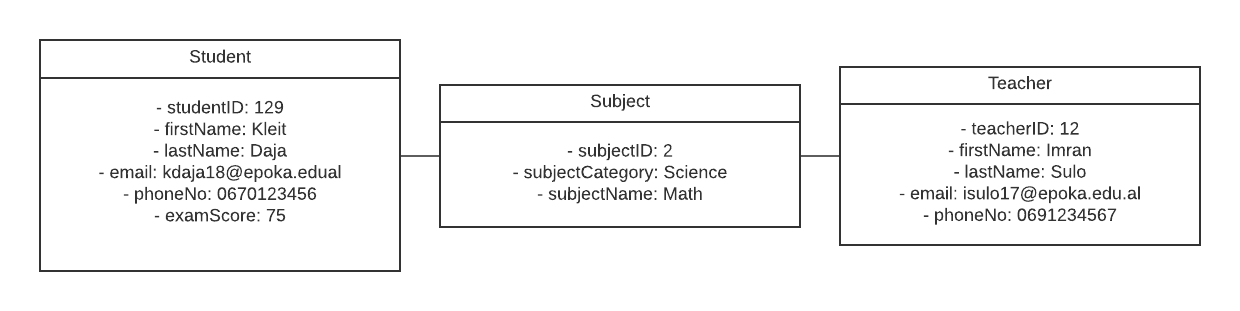 Student
- studentID: 129
- firstName: Kleit
- lastName: Daja
- email: kdaja18@epoka.edual
- phoneNo: 0670123456
- examScore: 75
Subject
- subjectID: 2
- subjectCategory: Science
- subjectName: Math
Teacher
- teacherID: 12
- firstName: Imran
- lastName: Sulo
- email: isulo17@epoka.edu.al
- phoneNo: 0691234567